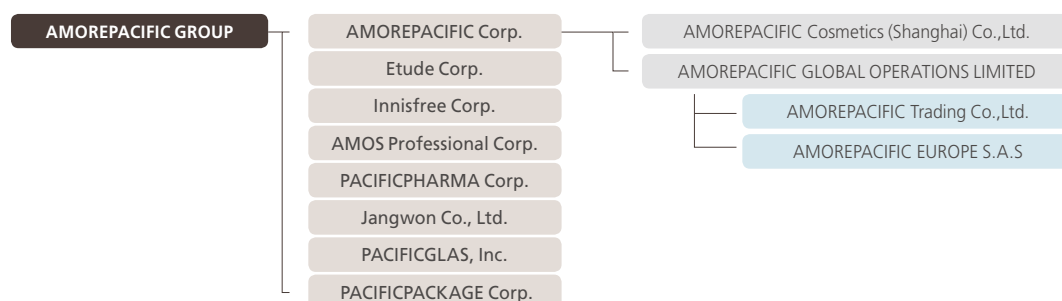 AMOREPACIFIC GROUP
AMOREPACIFIC Corp.
Etude Corp.
Innisfree Corp.
AMOS Professional Corp.
PACIFICPHARMA Corp.
Jangwon Co., Ltd.
PACIFICGLAS, Inc.
PACIFICPACKAGE Corp.
AMOREPACIFIC Cosmetics (Shanghai) Co.,Ltd.
AMOREPACIFIC GLOBAL OPERATIONS LIMITED
AMOREPACIFIC Trading Co.,Ltd.
AMOREPACIFIC EUROPE S.A.S